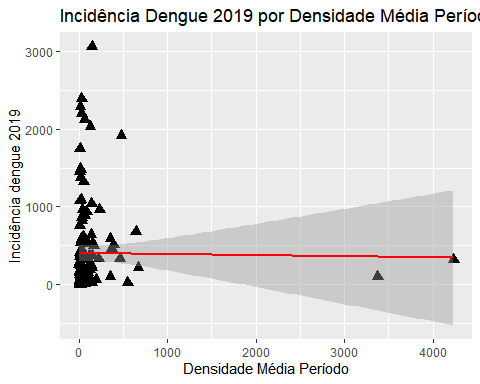 Incidência Dengue 2019 por Densidade Média Perío
3000
2000
1000
0
Incidência dengue 2019
0 1000 2000 3000 4000
Densidade Média Período